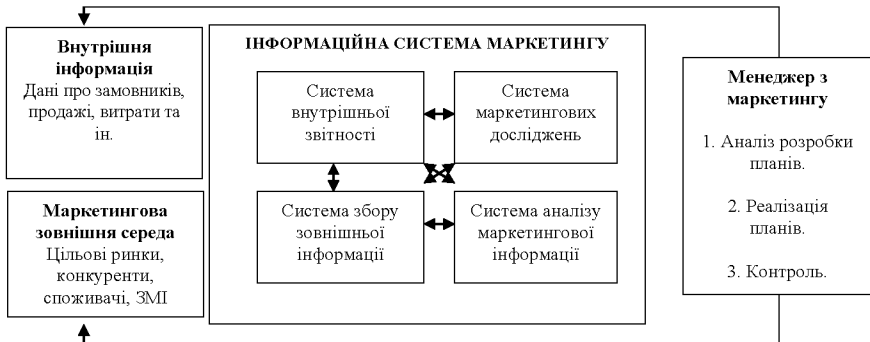 Внутрішня
інформація
Дані про замовників,
продажі, витрати та
ін.
Маркетингова
зовнішня середа
Цільові ринки,
конкуренти,
споживачі, ЗМІ
ІНФОРМАЦІЙНА СИСТЕМА МАРКЕТИНГУ
Система
внутрішньої
звітності
Система
маркетингових
досліджень
Система збору
зовнішньої
інформації
Система аналізу
маркетингової
інформації
Менеджер з
маркетингу
1. Аналіз розробки
планів.
2. Реалізація
планів.
3. Контроль.